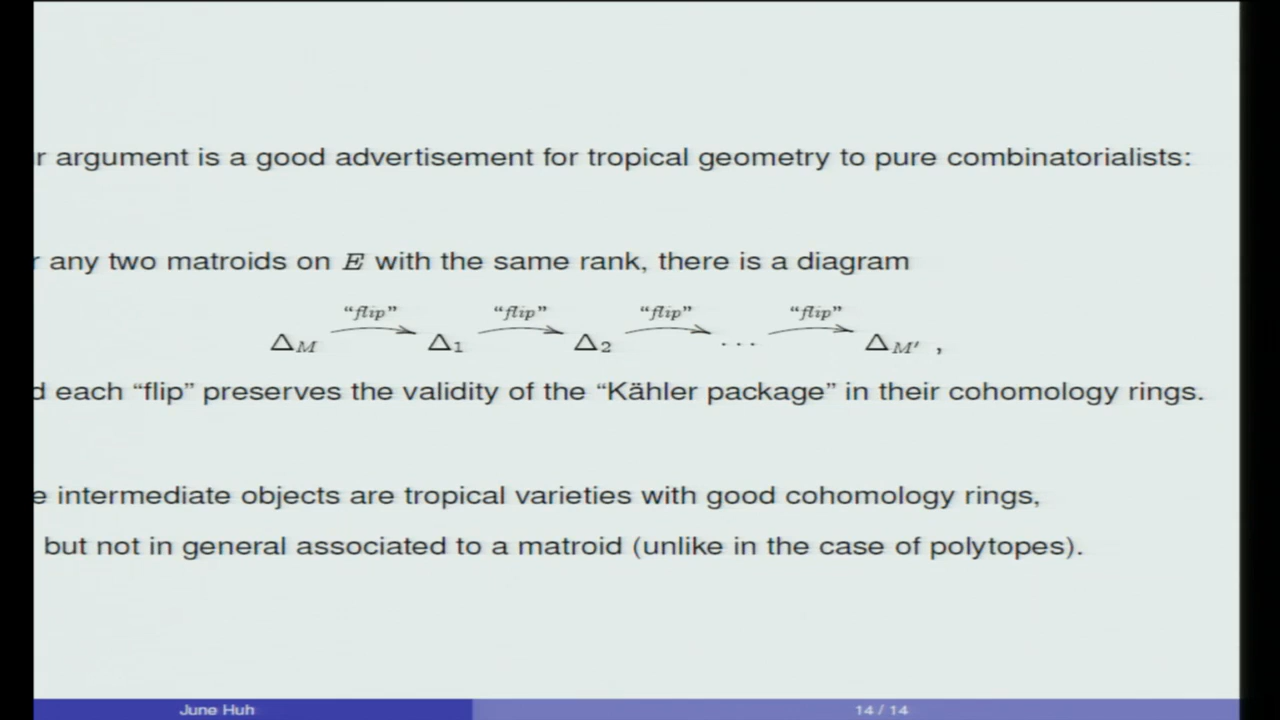 r argument is a good advertisement for tropical geometry to pure combinatorialists:
r any two matroids on E with the same rank, there is a diagram
“flip” “flip” “flip” “flip”
Δ_M Δ_1 Δ_2 ··· Δ_M′ ,
d each “flip” preserves the validity of the “Kähler package” in their cohomology rings.
e intermediate objects are tropical varieties with good cohomology rings,
but not in general associated to a matroid (unlike in the case of polytopes).
June Huh 14 / 14